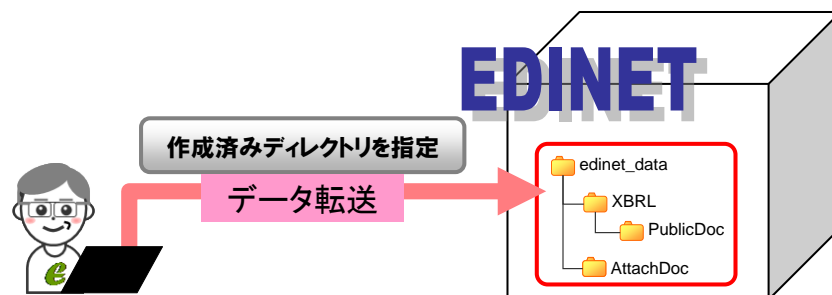 EDINET
作成済みディレクトリを指定
データ転送
edinet_data
XBRL
PublicDoc
AttachDoc
e